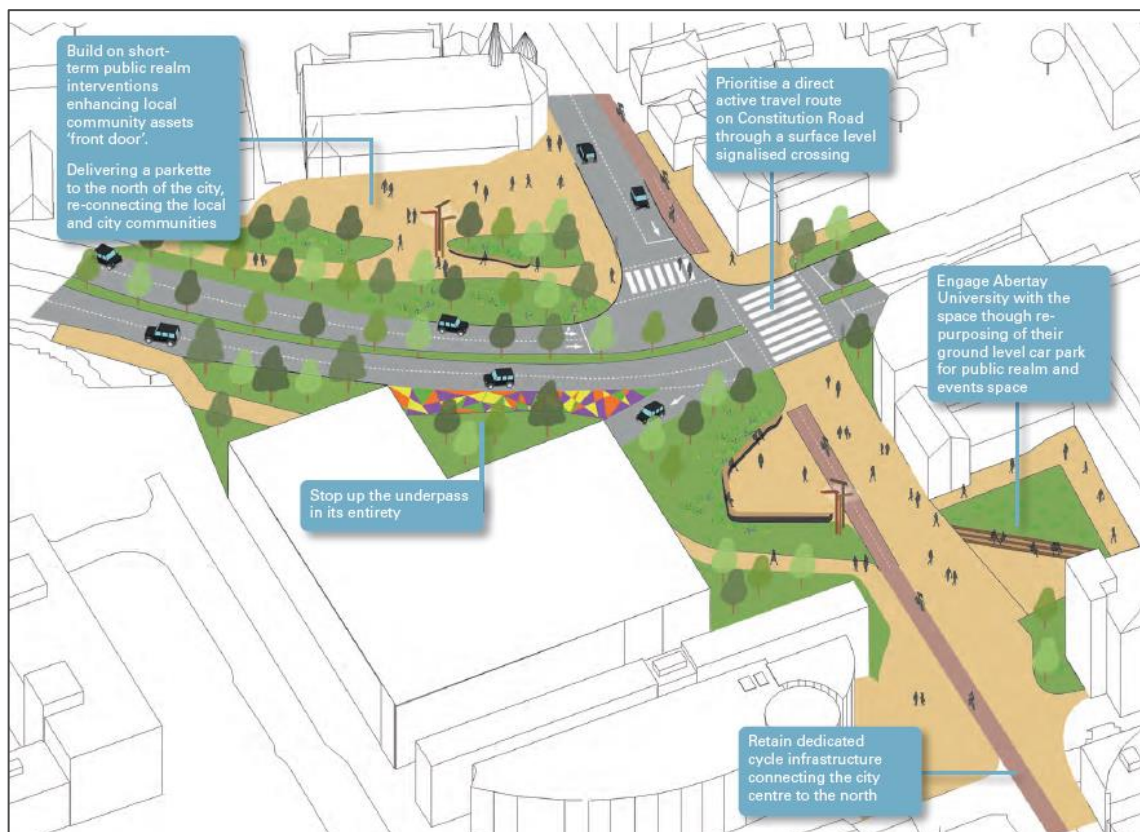 Build on short-
term public realm
interventions
enhancing local
community assets
‘front door’.
Delivering a parkette
to the north of the city,
re-connecting the local
and city communities
Prioritise a direct
active travel route
on Constitution Road
through a surface level
signalised crossing
Engage Abertay
University with the
space though re-
purposing of their
ground level car park
for public realm and
events space
Stop up the underpass
in its entirety
Retain dedicated
cycle infrastructure
connecting the city
centre to the north